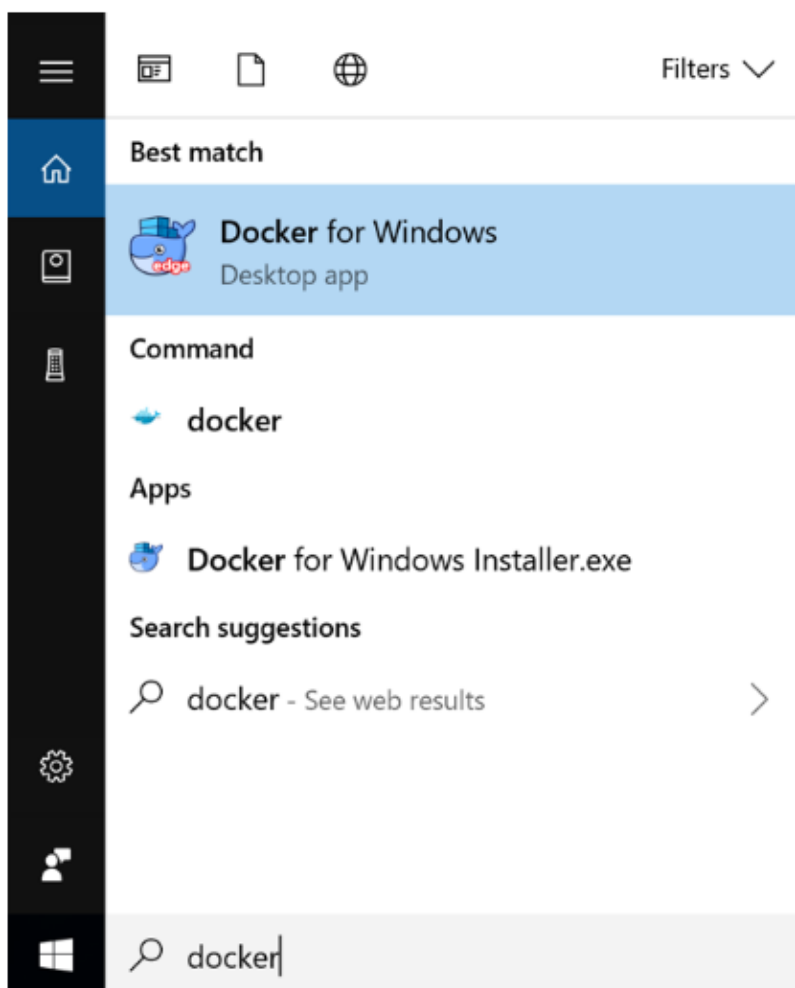 Filters
Best match
Docker for Windows
edge
Desktop app
Command
docker
Apps
Docker for Windows Installer.exe
Search suggestions
docker - See web results
docker